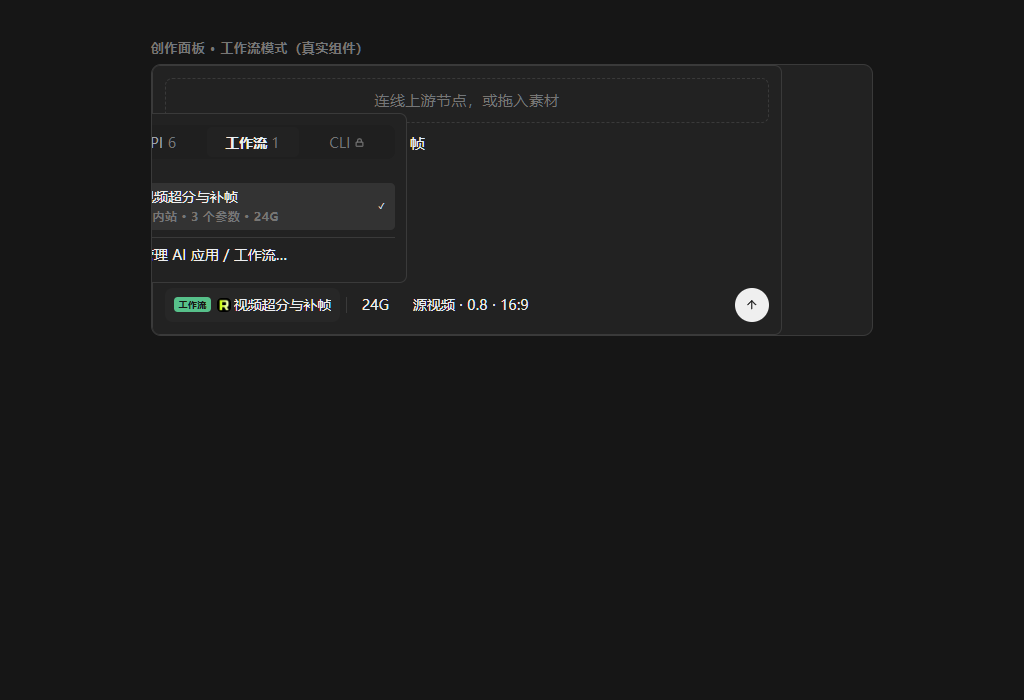 创作面板 • 工作流模式（真实组件）
连线上游节点，或拖入素材
PI 6 工作流 1 CLI
帧
视频超分与补帧 ✓
内站 • 3 个参数 • 24G
管理 AI 应用 / 工作流...
工作流 R 视频超分与补帧 24G 源视频 · 0.8 · 16:9